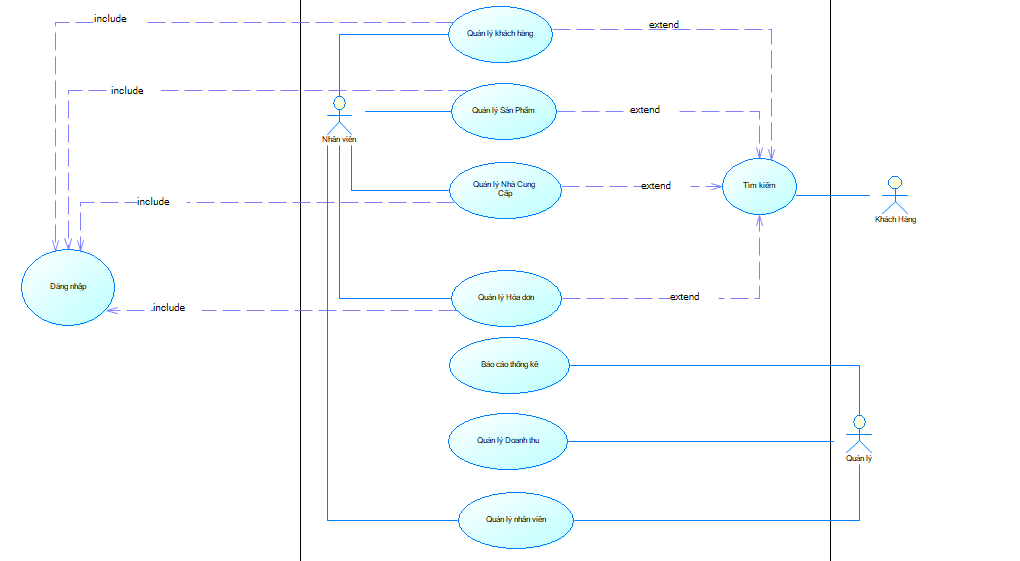 include
Quản lý khách hàng
extend
include
Quản lý Sản Phẩm
extend
Nhân viên
Quản lý Nhà Cung
Cấp
extend
Tìm kiếm
include
Khách Hàng
Đăng nhập
Quản lý Hóa đơn
extend
include
Báo cáo thống kê
Quản lý Doanh thu
Quản lý
Quản lý nhân viên